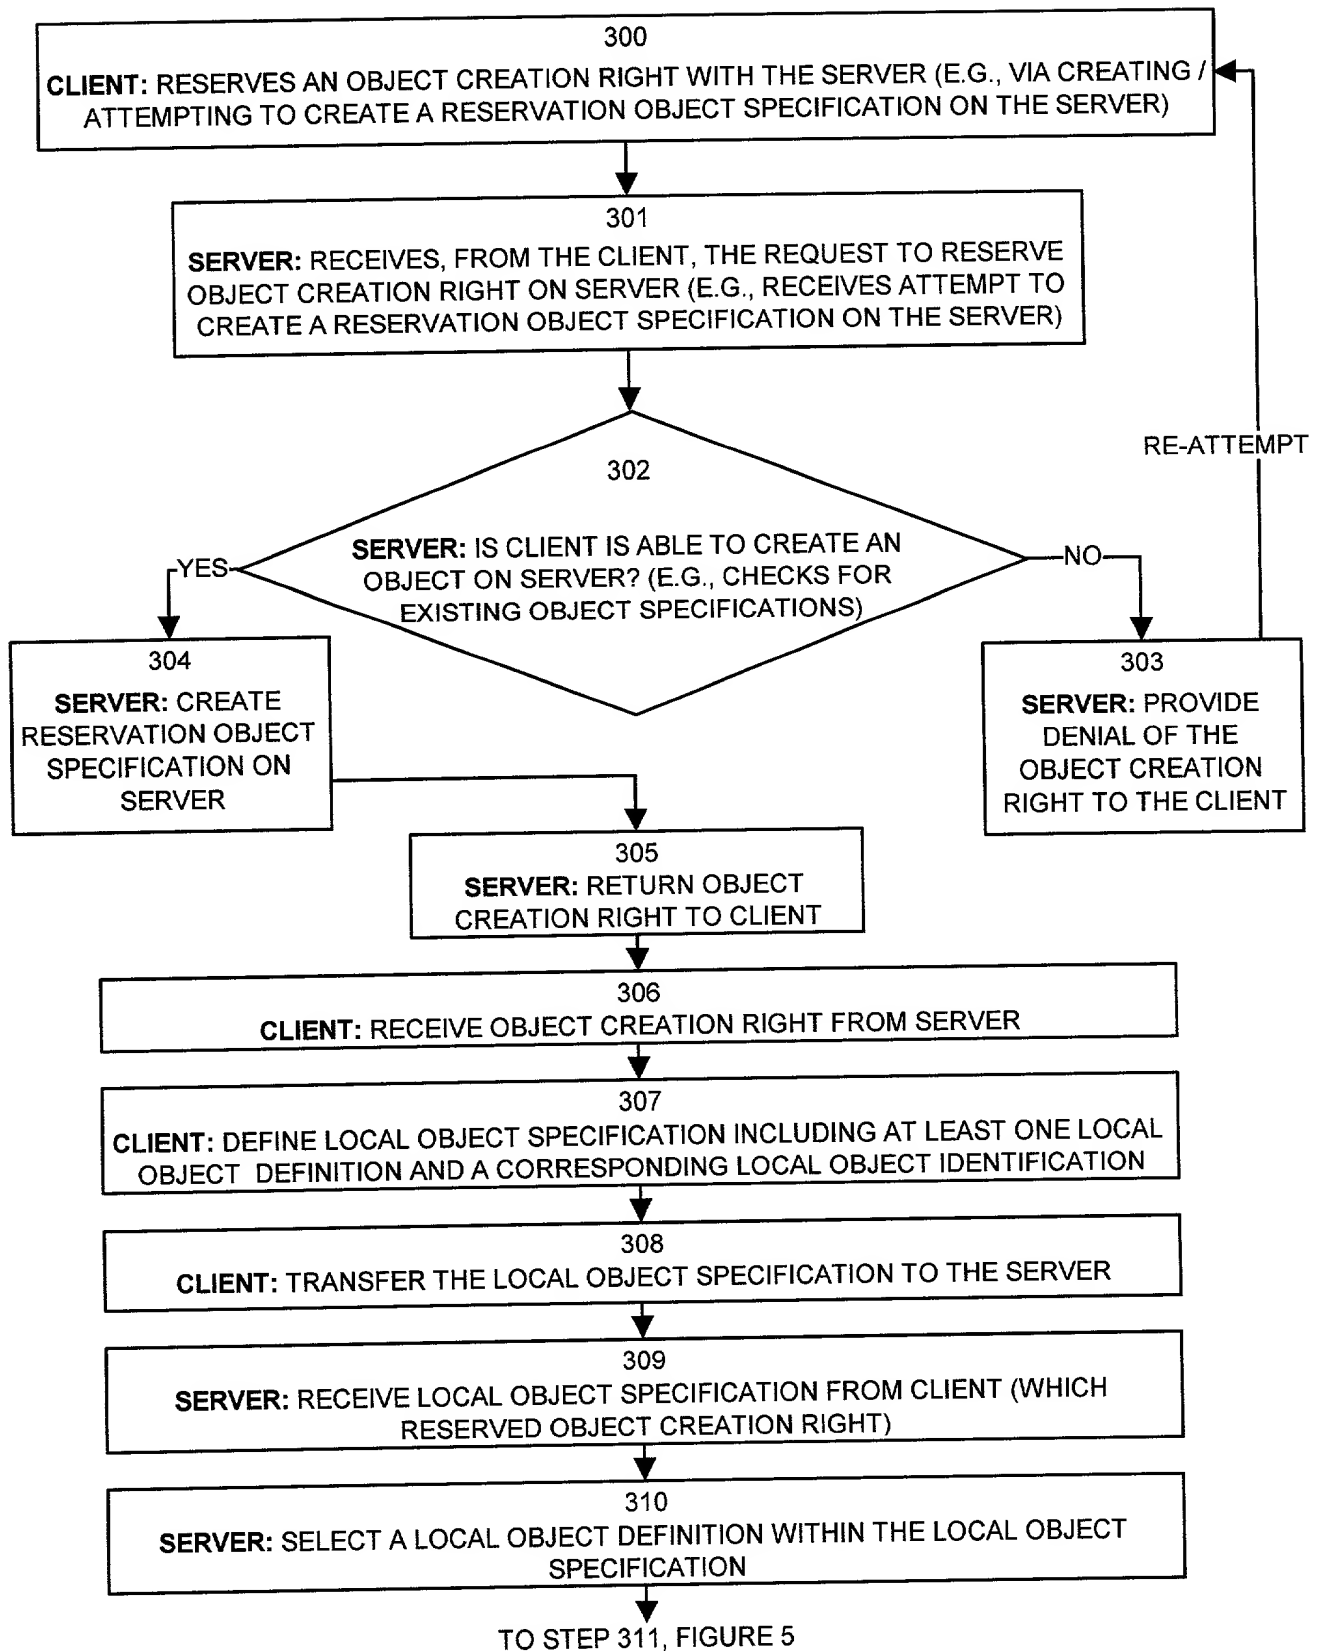 300
CLIENT: RESERVES AN OBJECT CREATION RIGHT WITH THE SERVER (E.G., VIA CREATING /
ATTEMPTING TO CREATE A RESERVATION OBJECT SPECIFICATION ON THE SERVER)
301
SERVER: RECEIVES, FROM THE CLIENT, THE REQUEST TO RESERVE
OBJECT CREATION RIGHT ON SERVER (E.G., RECEIVES ATTEMPT TO
CREATE A RESERVATION OBJECT SPECIFICATION ON THE SERVER)
RE-ATTEMPT
302
SERVER: IS CLIENT IS ABLE TO CREATE AN
OBJECT ON SERVER? (E.G., CHECKS FOR
EXISTING OBJECT SPECIFICATIONS)
YES
NO
304
SERVER: CREATE
RESERVATION OBJECT
SPECIFICATION ON
SERVER
303
SERVER: PROVIDE
DENIAL OF THE
OBJECT CREATION
RIGHT TO THE CLIENT
305
SERVER: RETURN OBJECT
CREATION RIGHT TO CLIENT
306
CLIENT: RECEIVE OBJECT CREATION RIGHT FROM SERVER
307
CLIENT: DEFINE LOCAL OBJECT SPECIFICATION INCLUDING AT LEAST ONE LOCAL
OBJECT DEFINITION AND A CORRESPONDING LOCAL OBJECT IDENTIFICATION
308
CLIENT: TRANSFER THE LOCAL OBJECT SPECIFICATION TO THE SERVER
309
SERVER: RECEIVE LOCAL OBJECT SPECIFICATION FROM CLIENT (WHICH
RESERVED OBJECT CREATION RIGHT)
310
SERVER: SELECT A LOCAL OBJECT DEFINITION WITHIN THE LOCAL OBJECT
SPECIFICATION
TO STEP 311, FIGURE 5